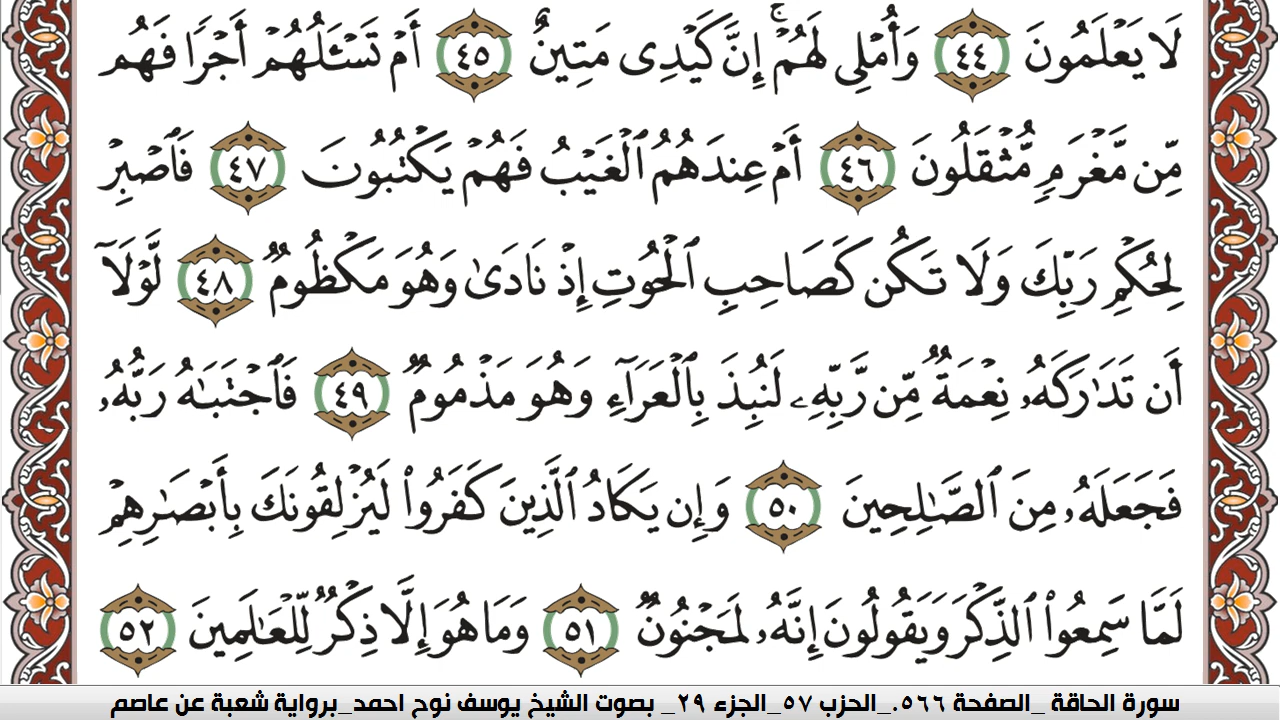 لَا يَعْلَمُونَ ٤٤ وَأُمْلِى لَهُمْۚ إِنَّ كَيْدِى مَتِينٌ ٤٥ أَمْ تَسْـَٔلُهُمْ أَجْرًا فَهُم
مِّن مَّغْرَمٍ مُّثْقَلُونَ ٤٦ أَمْ عِندَهُمُ ٱلْغَيْبُ فَهُمْ يَكْتُبُونَ ٤٧ فَٱصْبِرْ
لِحُكْمِ رَبِّكَ وَلَا تَكُن كَصَاحِبِ ٱلْحُوتِ إِذْ نَادَىٰ وَهُوَ مَكْظُومٌ ٤٨ لَّوْلَآ
أَن تَدَٰرَكَهُۥ نِعْمَةٌ مِّن رَّبِّهِۦ لَنُبِذَ بِٱلْعَرَآءِ وَهُوَ مَذْمُومٌ ٤٩ فَٱجْتَبَٰهُ رَبُّهُۥ
فَجَعَلَهُۥ مِنَ ٱلصَّٰلِحِينَ ٥٠ وَإِن يَكَادُ ٱلَّذِينَ كَفَرُوا۟ لَيُزْلِقُونَكَ بِأَبْصَٰرِهِمْ
لَمَّا سَمِعُوا۟ ٱلذِّكْرَ وَيَقُولُونَ إِنَّهُۥ لَمَجْنُونٌ ٥١ وَمَا هُوَ إِلَّا ذِكْرٌ لِّلْعَٰلَمِينَ ٥٢
سورة الحاقة _الصفحة ٥٦٦._الحزب ٥٧_الجزء ٢٩_ بصوت الشيخ يوسف نوح احمد_برواية شعبة عن عاصم